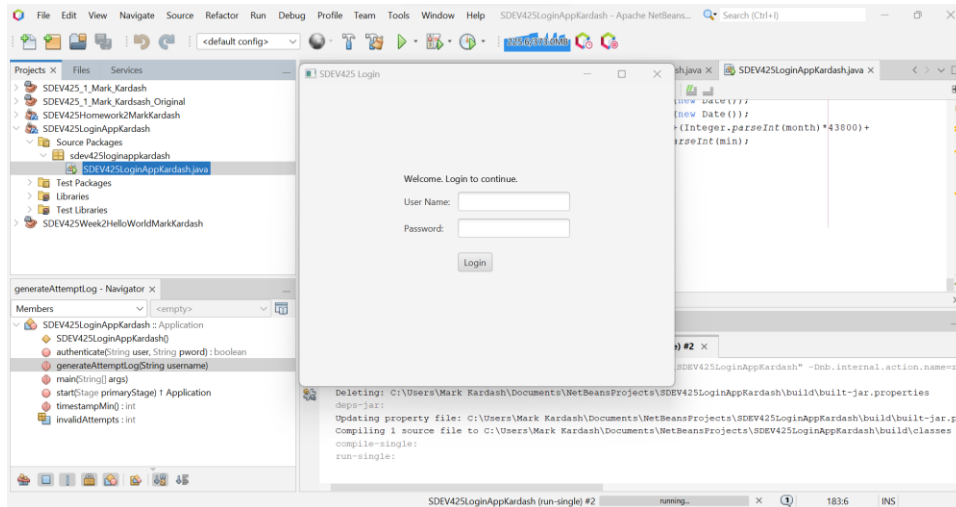 File Edit View Navigate Source Refactor Run Debug Profile Team Tools Window Help SDEV425LoginAppKardash - Apache NetBeans... Search (Ctrl+I)
<default config>
Projects Files Services
SDEV425_1_Mark_Kardash
SDEV425_1_Mark_Kardsash_Original
SDEV425Homework2MarkKardash
SDEV425LoginAppKardash
Source Packages
sdev425loginappkardash
SDEV425LoginAppKardash.java
Test Packages
Libraries
Test Libraries
SDEV425Week2HelloWorldMarkKardash
generateAttemptLog - Navigator
Members <empty>
SDEV425LoginAppKardash :: Application
SDEV425LoginAppKardash()
authenticate(String user, String pword) : boolean
generateAttemptLog(String username)
main(String[] args)
start(Stage primaryStage) ↑ Application
timestampMin() : int
invalidAttempts : int
SDEV425 Login
Welcome. Login to continue.
User Name:
Password:
Login
sh.java SDEV425LoginAppKardash.java
new Date());
new Date());
+(Integer.parseInt(month)*43800)+
arseInt(min);
e) #2
SDEV425LoginAppKardash" -Dnb.internal.action.name=r
Deleting: C:\Users\Mark Kardash\Documents\NetBeansProjects\SDEV425LoginAppKardash\build\built-jar.properties
deps-jar:
Updating property file: C:\Users\Mark Kardash\Documents\NetBeansProjects\SDEV425LoginAppKardash\build\built-jar.p
Compiling 1 source file to C:\Users\Mark Kardash\Documents\NetBeansProjects\SDEV425LoginAppKardash\build\classes
compile-single:
run-single:
SDEV425LoginAppKardash (run-single) #2 running... 1 183:6 INS